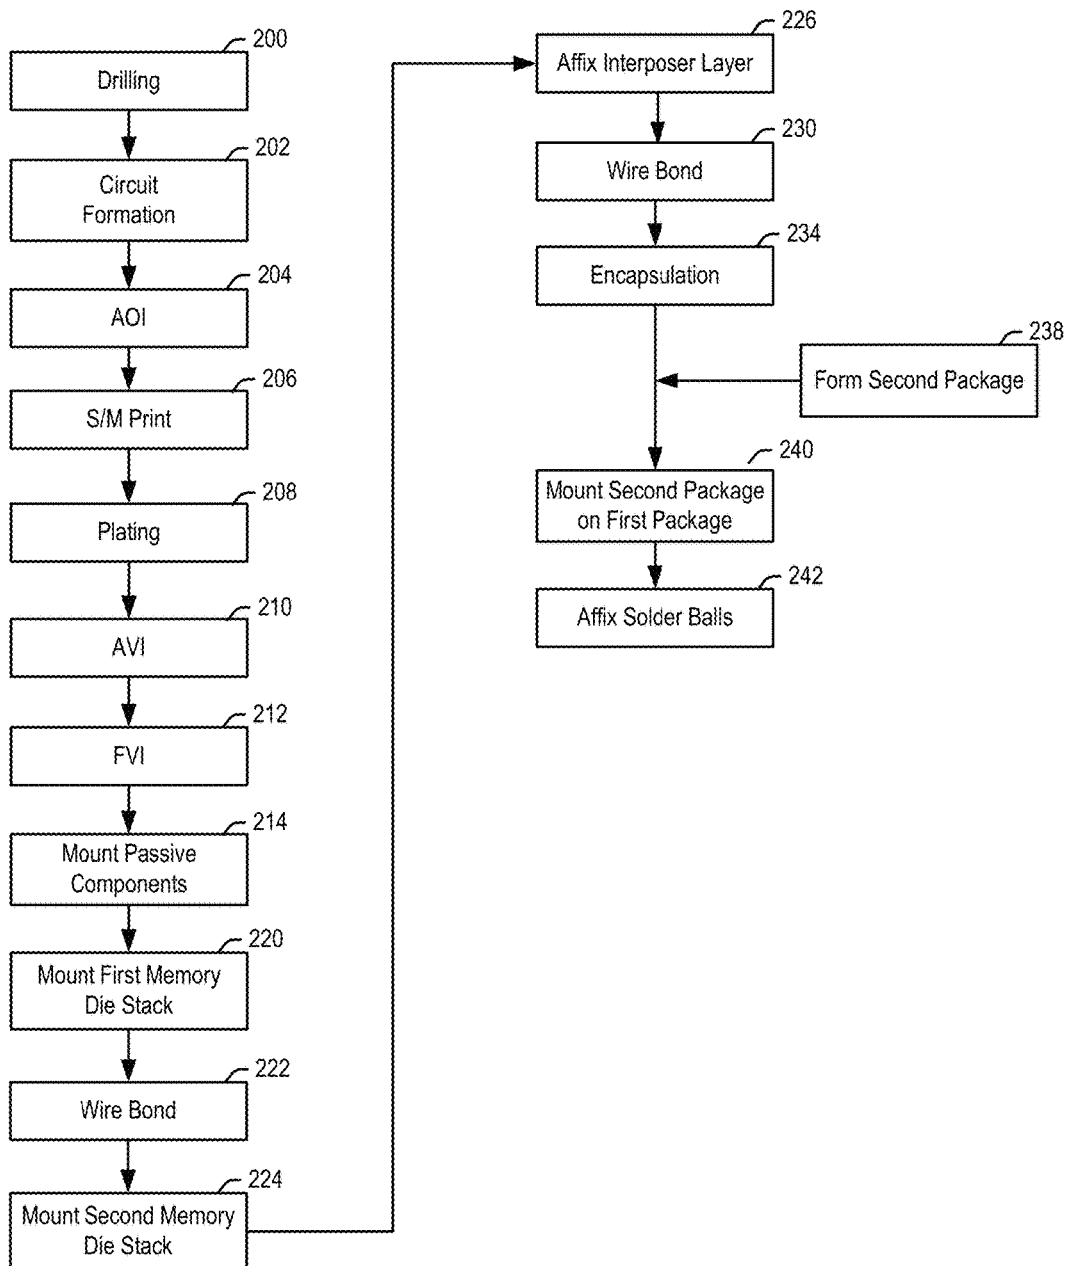 200
Drilling
202
Circuit
Formation
204
AOI
206
S/M Print
208
Plating
210
AVI
212
FVI
214
Mount Passive
Components
220
Mount First Memory
Die Stack
222
Wire Bond
224
Mount Second Memory
Die Stack
226
Affix Interposer Layer
230
Wire Bond
234
Encapsulation
238
Form Second Package
240
Mount Second Package
on First Package
242
Affix Solder Balls